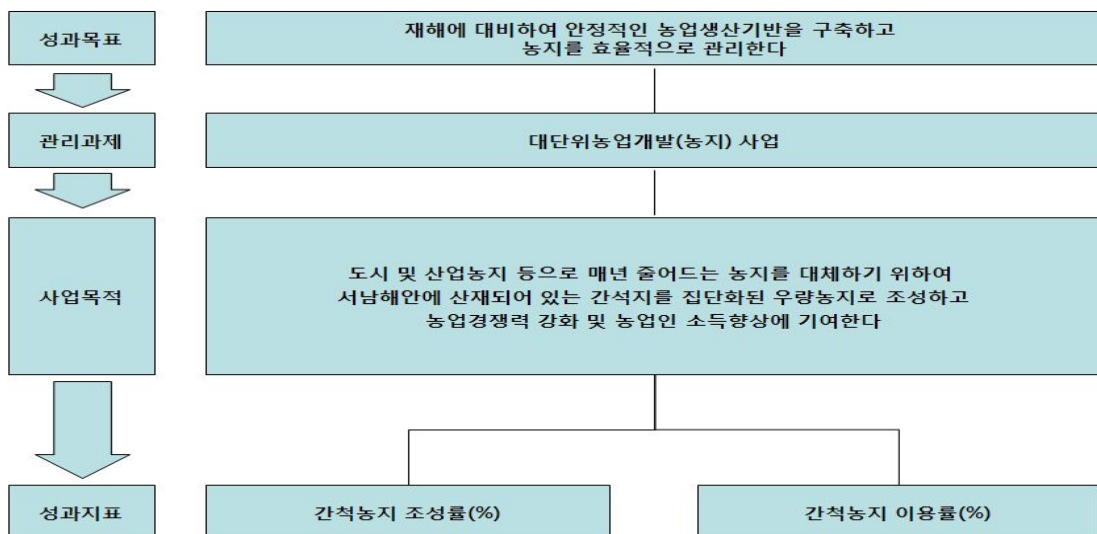 성과목표
재해에 대비하여 안정적인 농업생산기반을 구축하고
농지를 효율적으로 관리한다
관리과제
대단위농업개발(농지) 사업
사업목적
도시 및 산업농지 등으로 매년 줄어드는 농지를 대체하기 위하여
서남해안에 산재되어 있는 간석지를 집단화된 우량농지로 조성하고
농업경쟁력 강화 및 농업인 소득향상에 기여한다
성과지표
간척농지 조성률(%)
간척농지 이용률(%)